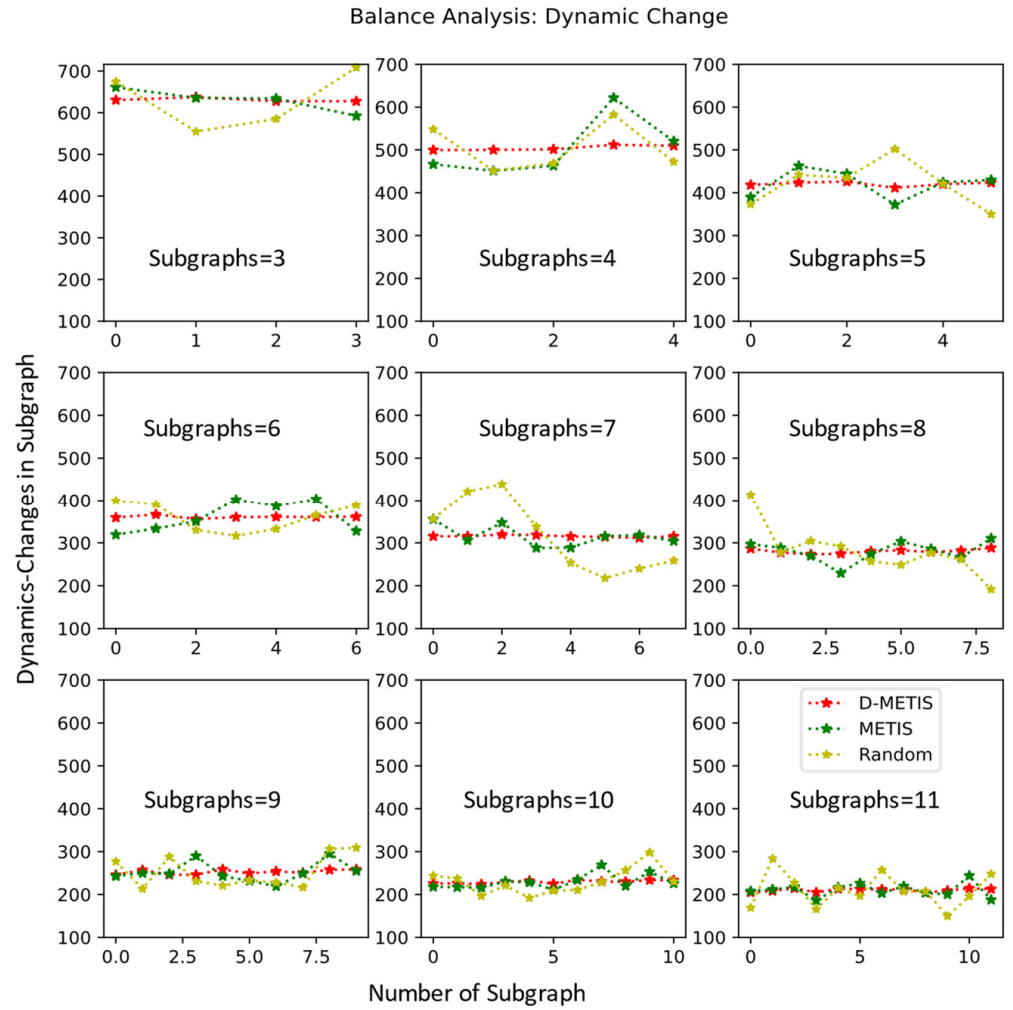 Balance Analysis: Dynamic Change
700
600
500
400
300
200
100
Subgraphs=3
0 1 2 3
700
600
500
400
300
200
100
Subgraphs=4
0 2 4
700
600
500
400
300
200
100
Subgraphs=5
0 2 4
Dynamics-Changes in Subgraph
700
600
500
400
300
200
100
Subgraphs=6
0 2 4 6
700
600
500
400
300
200
100
Subgraphs=7
0 2 4 6
700
600
500
400
300
200
100
Subgraphs=8
0.0 2.5 5.0 7.5
700
600
500
400
300
200
100
Subgraphs=9
0.0 2.5 5.0 7.5
700
600
500
400
300
200
100
Subgraphs=10
0 5 10
700
600
500
400
300
200
100
D-METIS
METIS
Random
Subgraphs=11
0 5 10
Number of Subgraph